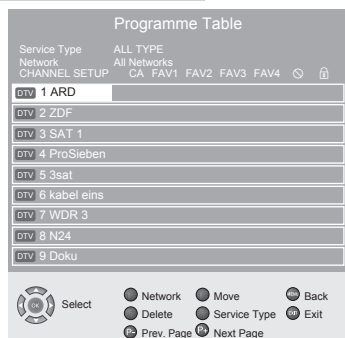 Programme Table
Service Type ALL TYPE
Network All Networks
CHANNEL SETUP CA FAV1 FAV2 FAV3 FAV4
DTV 1 ARD
DTV 2 ZDF
DTV 3 SAT 1
DTV 4 ProSieben
DTV 5 3sat
DTV 6 kabel eins
DTV 7 WDR 3
DTV 8 N24
DTV 9 Doku
OK Select Network Move MENU Back
Delete Service Type EXIT Exit
P- Prev. Page P+ Next Page